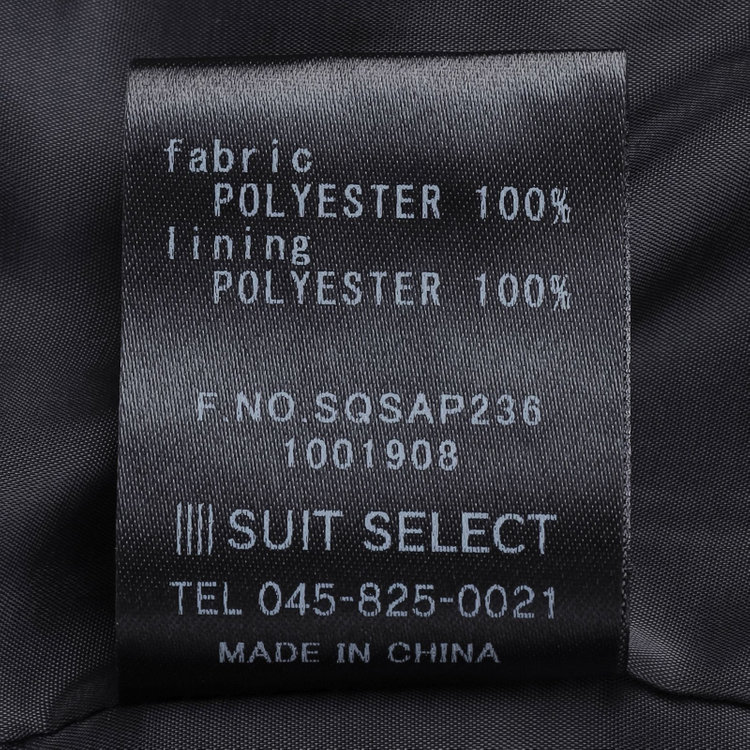 fabric
POLYESTER 100%
lining
POLYESTER 100%
F.NO.SQSAP236
1001908
SUIT SELECT
TEL 045-825-0021
MADE IN CHINA